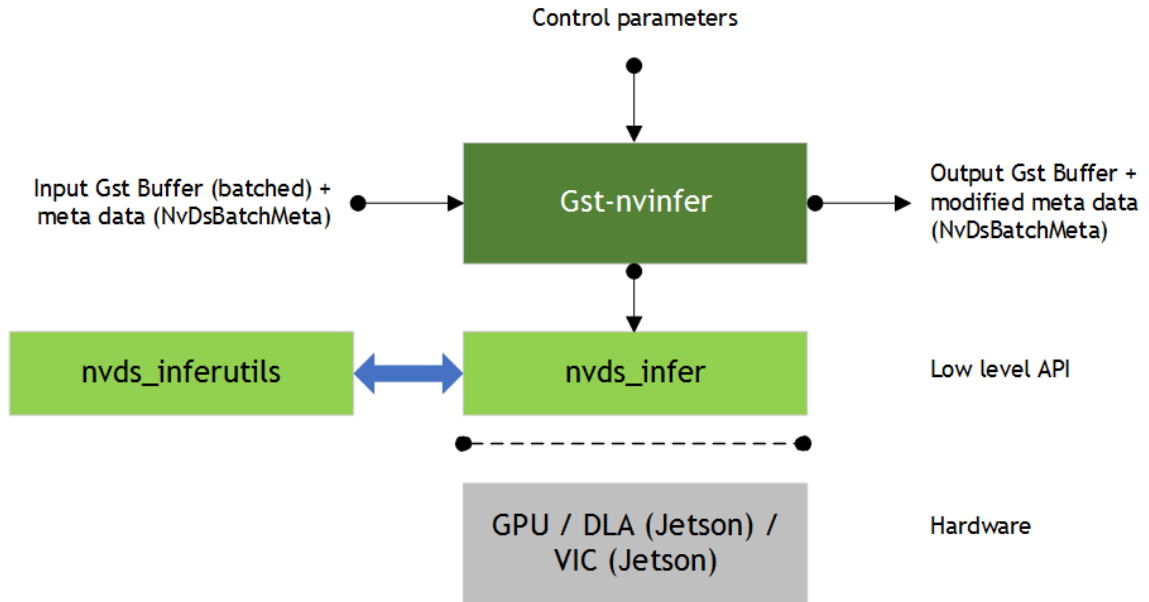 Control parameters
Input Gst Buffer (batched) +
meta data (NvDsBatchMeta)
Gst-nvinfer
Output Gst Buffer +
modified meta data
(NvDsBatchMeta)
nvds_inferutils
nvds_infer
Low level API
GPU / DLA (Jetson) /
VIC (Jetson)
Hardware